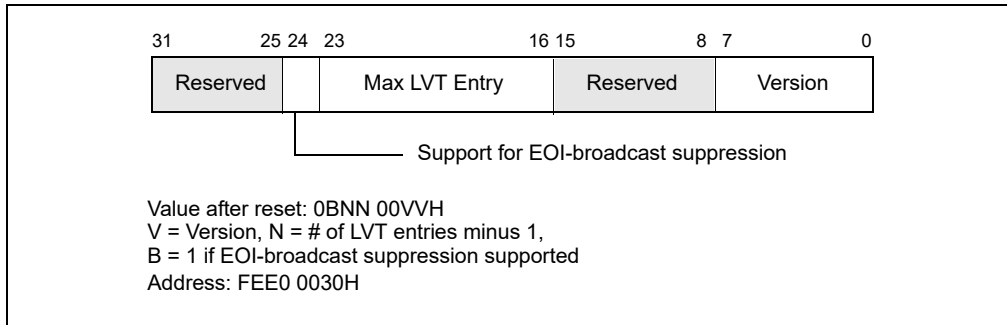 31 25 24 23 16 15 8 7 0
Reserved Max LVT Entry Reserved Version
Support for EOI-broadcast suppression
Value after reset: 0BNN 00VVH
V = Version, N = # of LVT entries minus 1,
B = 1 if EOI-broadcast suppression supported
Address: FEE0 0030H